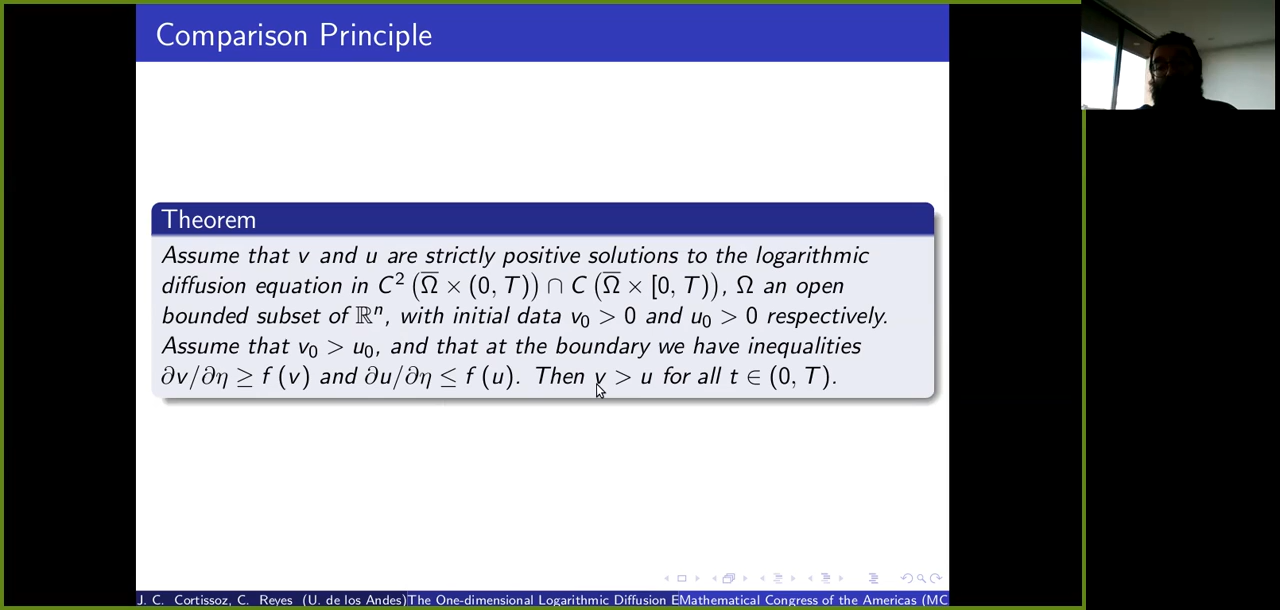 Comparison Principle
Theorem
Assume that v and u are strictly positive solutions to the logarithmic
diffusion equation in C² (Ω̅ × (0, T)) ∩ C (Ω̅ × [0, T)), Ω an open
bounded subset of ℝⁿ, with initial data v₀ > 0 and u₀ > 0 respectively.
Assume that v₀ > u₀, and that at the boundary we have inequalities
∂v/∂η ≥ f (v) and ∂u/∂η ≤ f (u). Then v > u for all t ∈ (0, T).
J. C. Cortissoz, C. Reyes (U. de los Andes)The One-dimensional Logarithmic Diffusion EMathematical Congress of the Americas (MC